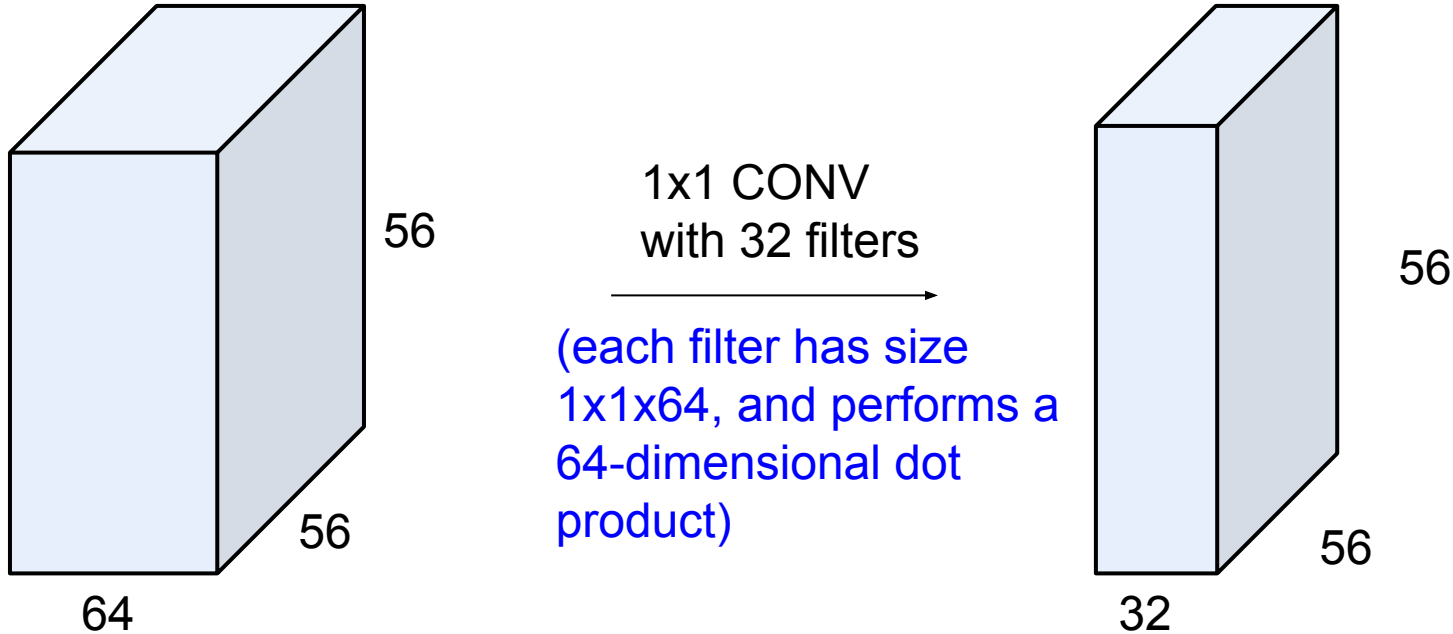 56
56
64
1x1 CONV
with 32 filters
(each filter has size
1x1x64, and performs a
64-dimensional dot
product)
56
56
32